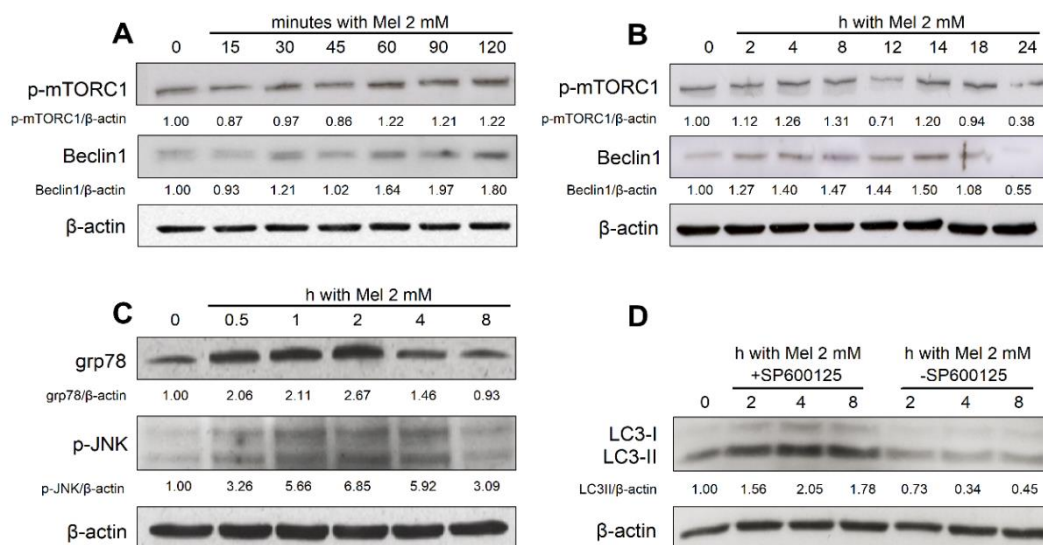 A
minutes with Mel 2 mM
0 15 30 45 60 90 120
p-mTORC1
p-mTORC1/β-actin 1.00 0.87 0.97 0.86 1.22 1.21 1.22
Beclin1
Beclin1/β-actin 1.00 0.93 1.21 1.02 1.64 1.97 1.80
β-actin
B
h with Mel 2 mM
0 2 4 8 12 14 18 24
p-mTORC1
p-mTORC1/β-actin 1.00 1.12 1.26 1.31 0.71 1.20 0.94 0.38
Beclin1
Beclin1/β-actin 1.00 1.27 1.40 1.47 1.44 1.50 1.08 0.55
β-actin
C
h with Mel 2 mM
0 0.5 1 2 4 8
grp78
grp78/β-actin 1.00 2.06 2.11 2.67 1.46 0.93
p-JNK
p-JNK/β-actin 1.00 3.26 5.66 6.85 5.92 3.09
β-actin
D
h with Mel 2 mM h with Mel 2 mM
+SP600125 -SP600125
0 2 4 8 2 4 8
LC3-I
LC3-II
LC3II/β-actin 1.00 1.56 2.05 1.78 0.73 0.34 0.45
β-actin